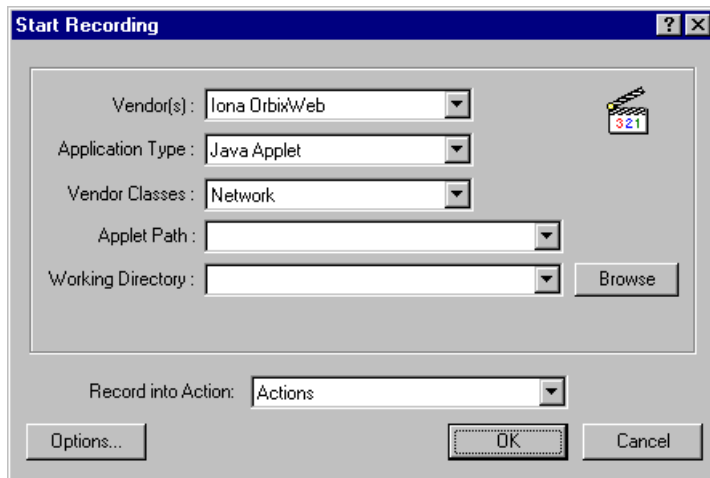 Start Recording
Vendor(s) : Iona OrbixWeb
321
Application Type : Java Applet
Vendor Classes : Network
Applet Path :
Working Directory : Browse
Record into Action: Actions
Options... OK Cancel